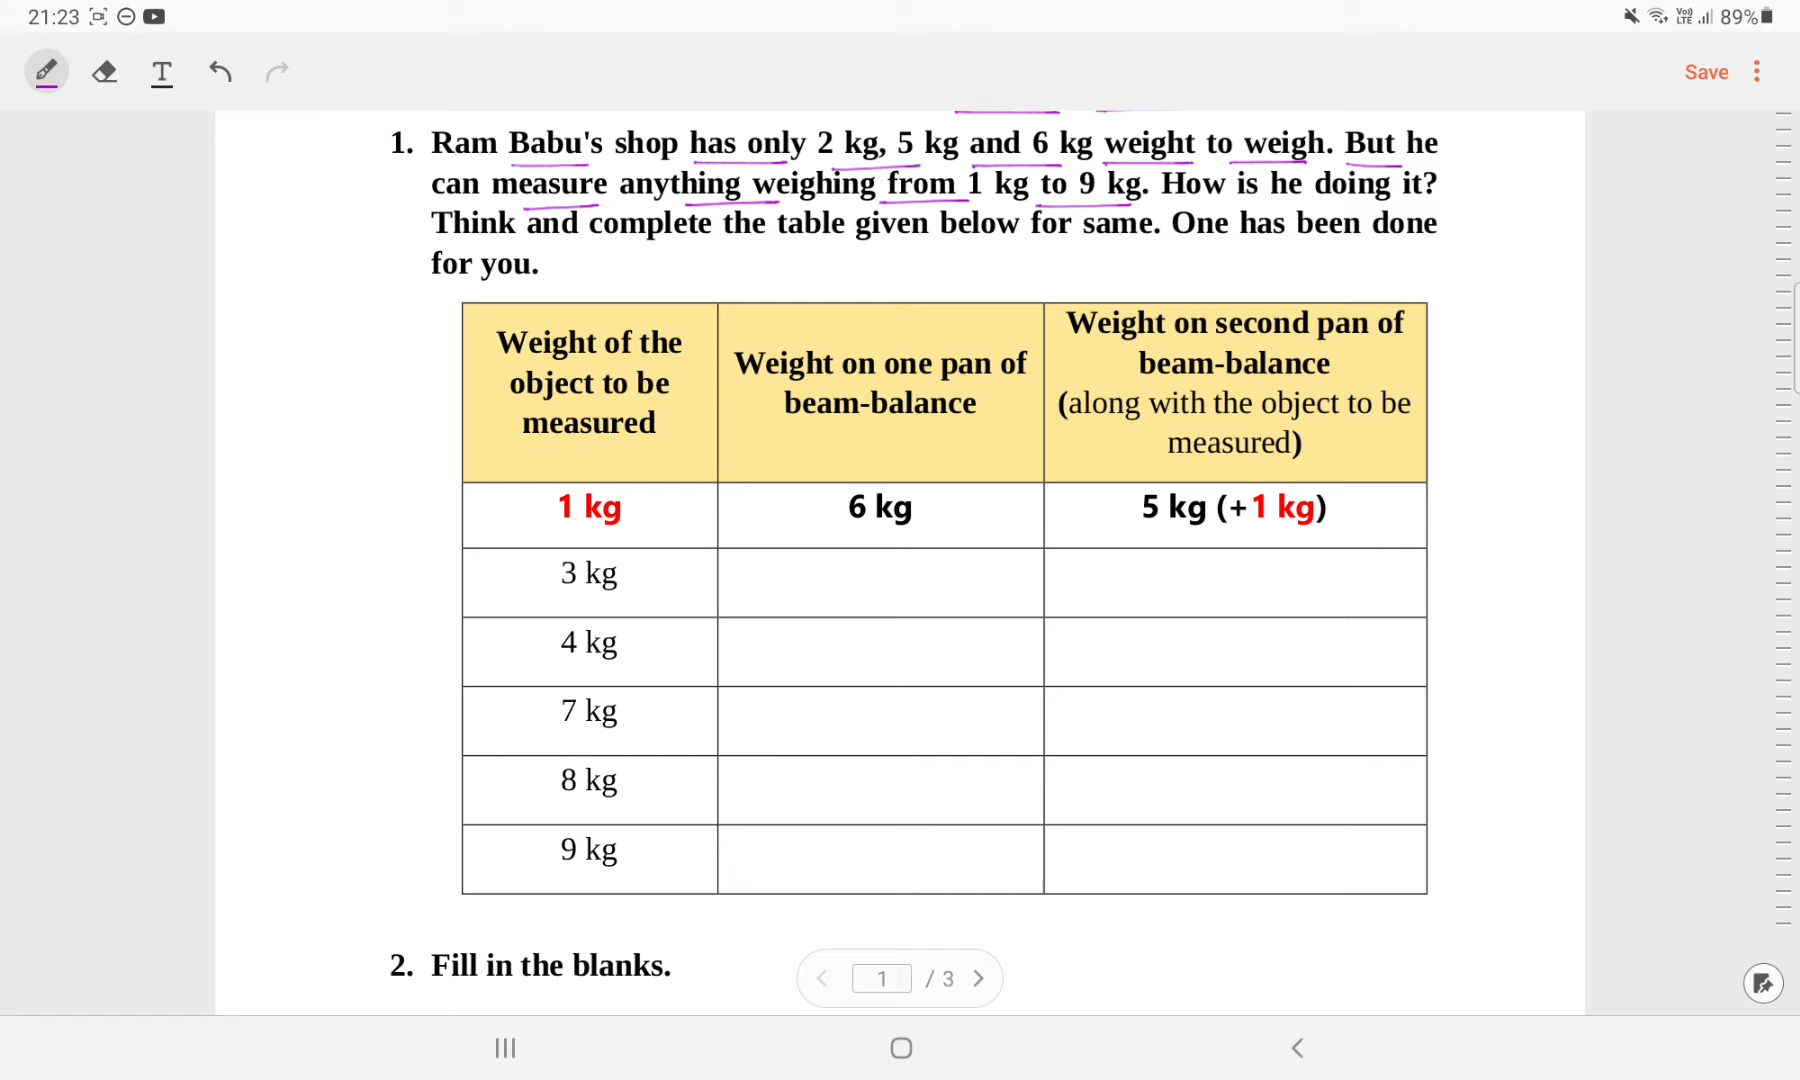 21:23
Vo))
LTE
89%
T
Save
1. Ram Babu's shop has only 2 kg, 5 kg and 6 kg weight to weigh. But he
can measure anything weighing from 1 kg to 9 kg. How is he doing it?
Think and complete the table given below for same. One has been done
for you.
Weight of the
object to be
measured
Weight on one pan of
beam-balance
Weight on second pan of
beam-balance
(along with the object to be
measured)
1 kg 6 kg 5 kg (+1 kg)
3 kg
4 kg
7 kg
8 kg
9 kg
2. Fill in the blanks.
1 / 3